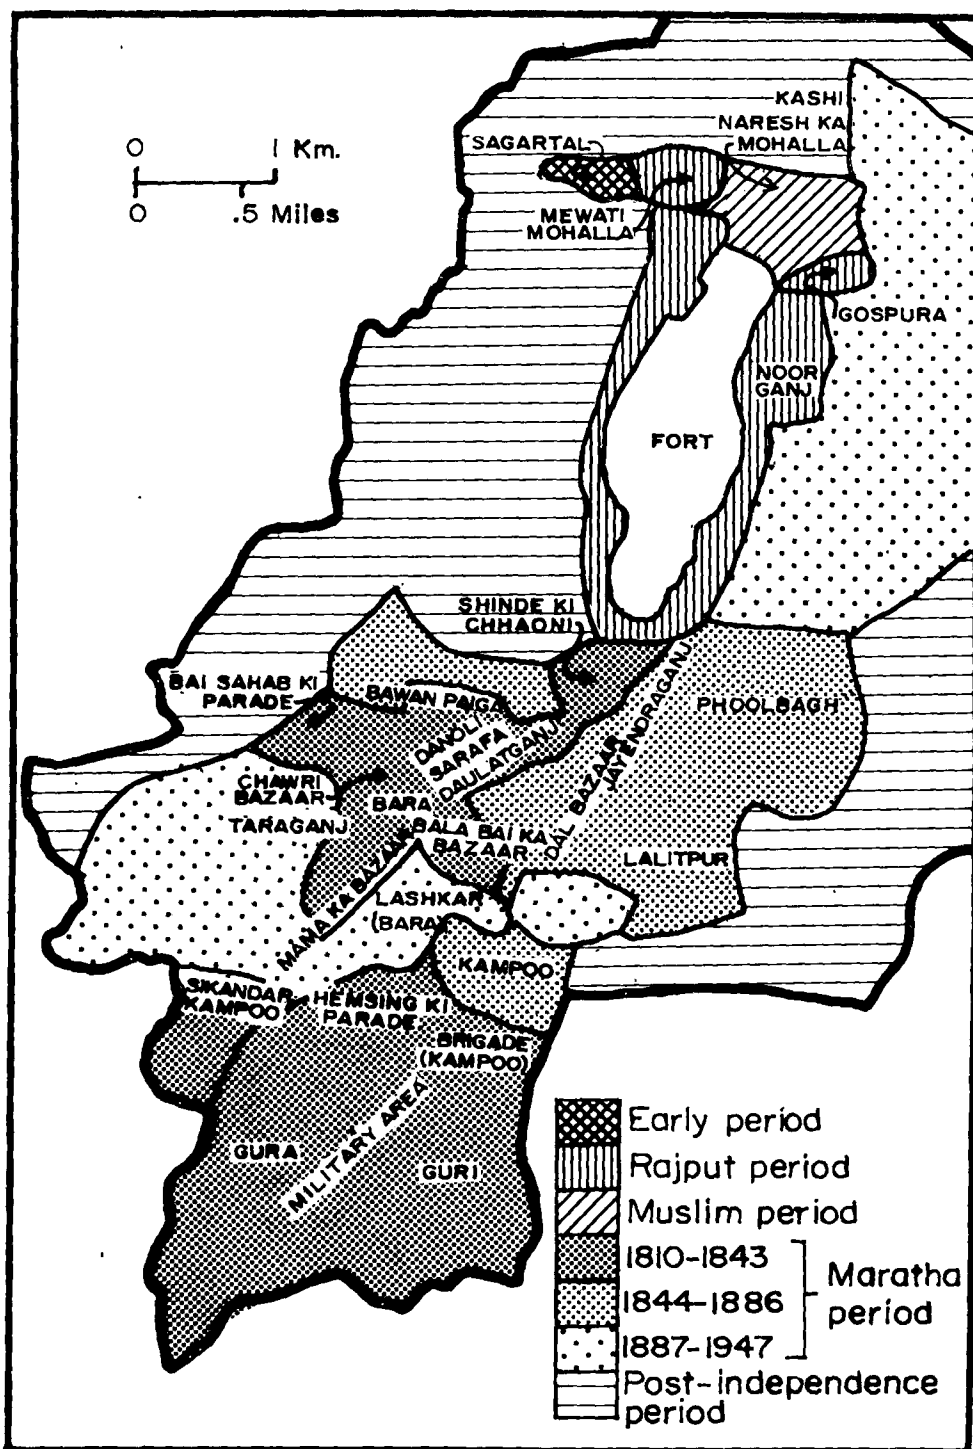 KASHI
NARESH KA
MOHALLA
SAGARTAL
0 1 Km.
0 .5 Miles
MEWATI
MOHALLA
GOSPURA
NOOR
GANJ
FORT
SHINDE KI
CHHAONI
BAI SAHAB KI
PARADE
BAWAN PAIGA
PHOOLBAGH
DANOLI
SARAFA
DAULATGANJ
JAYENDRAGANJ
DAL BAZAAR
CHAWRI
BAZAAR
BARA
TARAGANJ
BALA BAI KA
BAZAAR
LALITPUR
MAMA KA BAZAAR
LASHKAR
(BARA)
KAMPOO
SIKANDAR
KAMPOO
HEMSING KI
PARADE
BRIGADE
(KAMPOO)
GURA
MILITARY AREA
GURI
Early period
Rajput period
Muslim period
1810-1843
1844-1886
1887-1947
Maratha
period
Post-independence
period